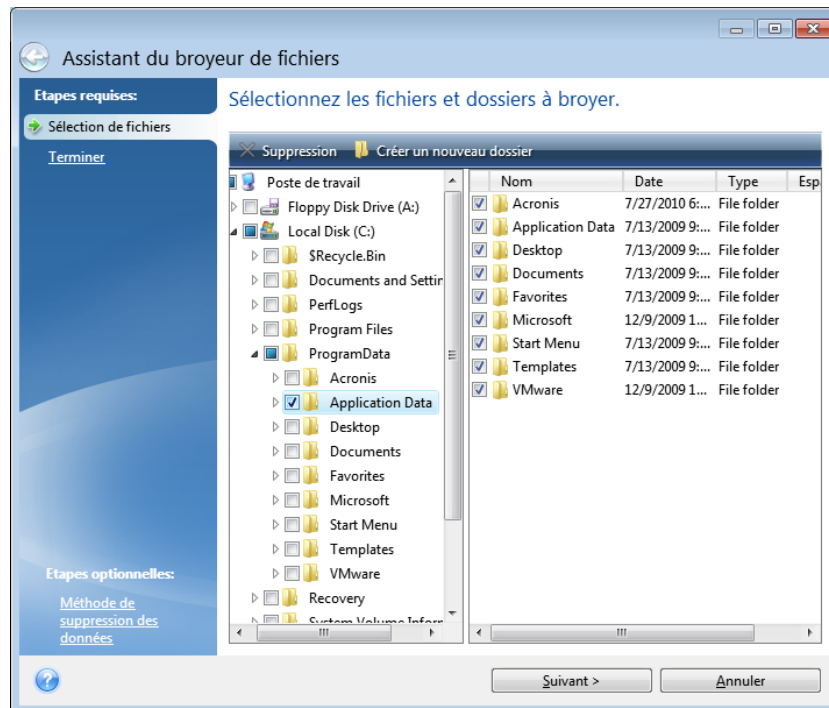 Assistant du broyeur de fichiers
Etapes requises:
Sélection de fichiers
Terminer
Etapes optionnelles:
Méthode de
suppression des
données
Sélectionnez les fichiers et dossiers à broyer.
Suppression Créer un nouveau dossier
Poste de travail
Floppy Disk Drive (A:)
Local Disk (C:)
$Recycle.Bin
Documents and Settin
PerfLogs
Program Files
ProgramData
Acronis
Application Data
Desktop
Documents
Favorites
Microsoft
Start Menu
Templates
VMware
Recovery
System Volume Inform
Nom Date Type Esp
Acronis 7/27/2010 6:... File folder
Application Data 7/13/2009 9:... File folder
Desktop 7/13/2009 9:... File folder
Documents 7/13/2009 9:... File folder
Favorites 7/13/2009 9:... File folder
Microsoft 12/9/2009 1... File folder
Start Menu 7/13/2009 9:... File folder
Templates 7/13/2009 9:... File folder
VMware 12/9/2009 1... File folder
Suivant >
Annuler